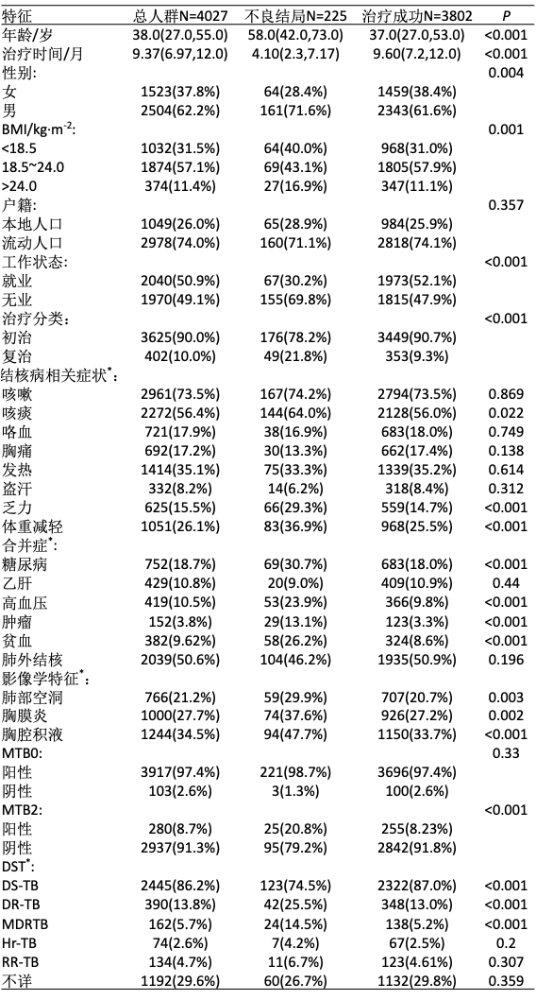 特征 总人群N=4027 不良结局N=225 治疗成功N=3802 P
年龄/岁 38.0(27.0,55.0) 58.0(42.0,73.0) 37.0(27.0,53.0) <0.001
治疗时间/月 9.37(6.97,12.0) 4.10(2.3,7.17) 9.60(7.2,12.0) <0.001
性别: 0.004
女 1523(37.8%) 64(28.4%) 1459(38.4%)
男 2504(62.2%) 161(71.6%) 2343(61.6%)
BMI/kg·m-2: 0.001
<18.5 1032(31.5%) 64(40.0%) 968(31.0%)
18.5~24.0 1874(57.1%) 69(43.1%) 1805(57.9%)
>24.0 374(11.4%) 27(16.9%) 347(11.1%)
户籍: 0.357
本地人口 1049(26.0%) 65(28.9%) 984(25.9%)
流动人口 2978(74.0%) 160(71.1%) 2818(74.1%)
工作状态: <0.001
就业 2040(50.9%) 67(30.2%) 1973(52.1%)
无业 1970(49.1%) 155(69.8%) 1815(47.9%)
治疗分类: <0.001
初治 3625(90.0%) 176(78.2%) 3449(90.7%)
复治 402(10.0%) 49(21.8%) 353(9.3%)
结核病相关症状*:
咳嗽 2961(73.5%) 167(74.2%) 2794(73.5%) 0.869
咳痰 2272(56.4%) 144(64.0%) 2128(56.0%) 0.022
咯血 721(17.9%) 38(16.9%) 683(18.0%) 0.749
胸痛 692(17.2%) 30(13.3%) 662(17.4%) 0.138
发热 1414(35.1%) 75(33.3%) 1339(35.2%) 0.614
盗汗 332(8.2%) 14(6.2%) 318(8.4%) 0.312
乏力 625(15.5%) 66(29.3%) 559(14.7%) <0.001
体重减轻 1051(26.1%) 83(36.9%) 968(25.5%) <0.001
合并症*:
糖尿病 752(18.7%) 69(30.7%) 683(18.0%) <0.001
乙肝 429(10.8%) 20(9.0%) 409(10.9%) 0.44
高血压 419(10.5%) 53(23.9%) 366(9.8%) <0.001
肿瘤 152(3.8%) 29(13.1%) 123(3.3%) <0.001
贫血 382(9.62%) 58(26.2%) 324(8.6%) <0.001
肺外结核 2039(50.6%) 104(46.2%) 1935(50.9%) 0.196
影像学特征*:
肺部空洞 766(21.2%) 59(29.9%) 707(20.7%) 0.003
胸膜炎 1000(27.7%) 74(37.6%) 926(27.2%) 0.002
胸腔积液 1244(34.5%) 94(47.7%) 1150(33.7%) <0.001
MTB0: 0.33
阳性 3917(97.4%) 221(98.7%) 3696(97.4%)
阴性 103(2.6%) 3(1.3%) 100(2.6%)
MTB2: <0.001
阳性 280(8.7%) 25(20.8%) 255(8.23%)
阴性 2937(91.3%) 95(79.2%) 2842(91.8%)
DST*:
DS-TB 2445(86.2%) 123(74.5%) 2322(87.0%) <0.001
DR-TB 390(13.8%) 42(25.5%) 348(13.0%) <0.001
MDRTB 162(5.7%) 24(14.5%) 138(5.2%) <0.001
Hr-TB 74(2.6%) 7(4.2%) 67(2.5%) 0.2
RR-TB 134(4.7%) 11(6.7%) 123(4.61%) 0.307
不详 1192(29.6%) 60(26.7%) 1132(29.8%) 0.359